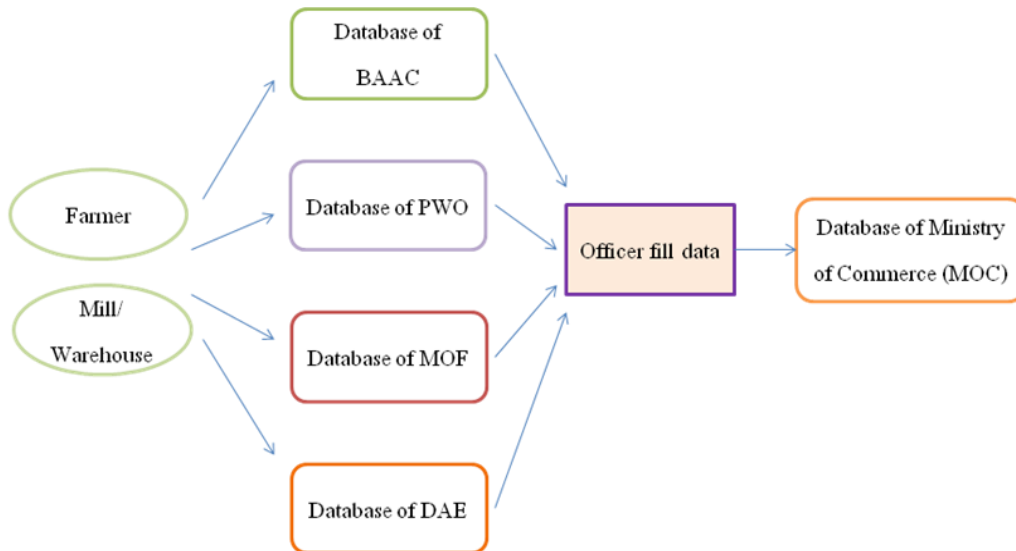 Database of
BAAC
Farmer
Database of PWO
Officer fill data
Database of Ministry
of Commerce (MOC)
Mill/
Warehouse
Database of MOF
Database of DAE